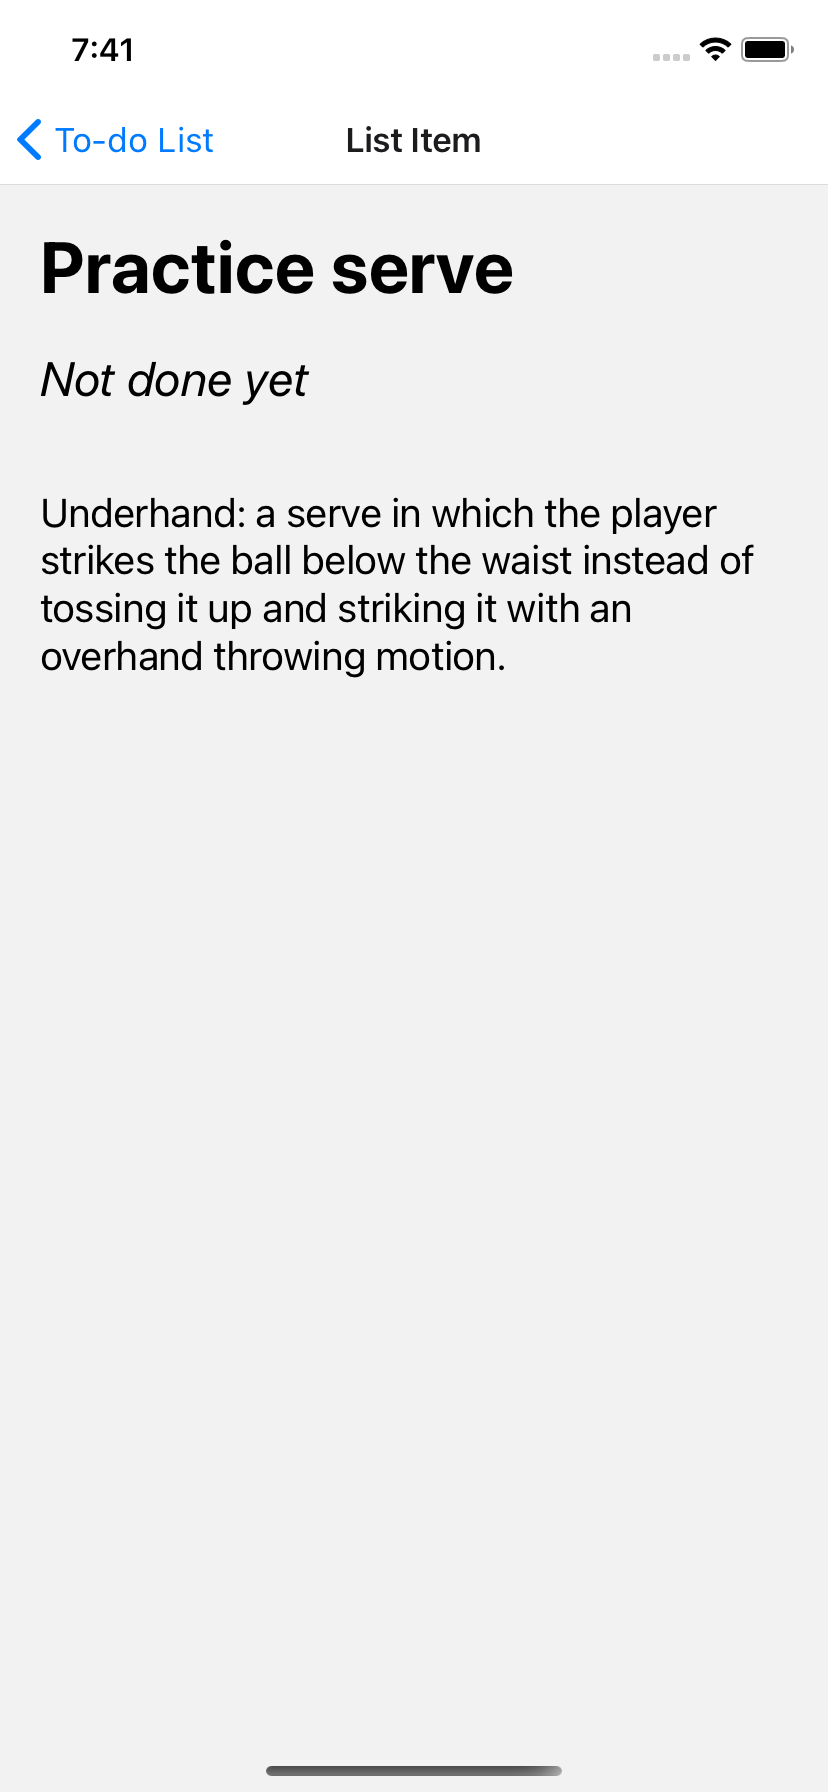 7:41
To-do List
List Item
Practice serve
Not done yet
Underhand: a serve in which the player
strikes the ball below the waist instead of
tossing it up and striking it with an
overhand throwing motion.